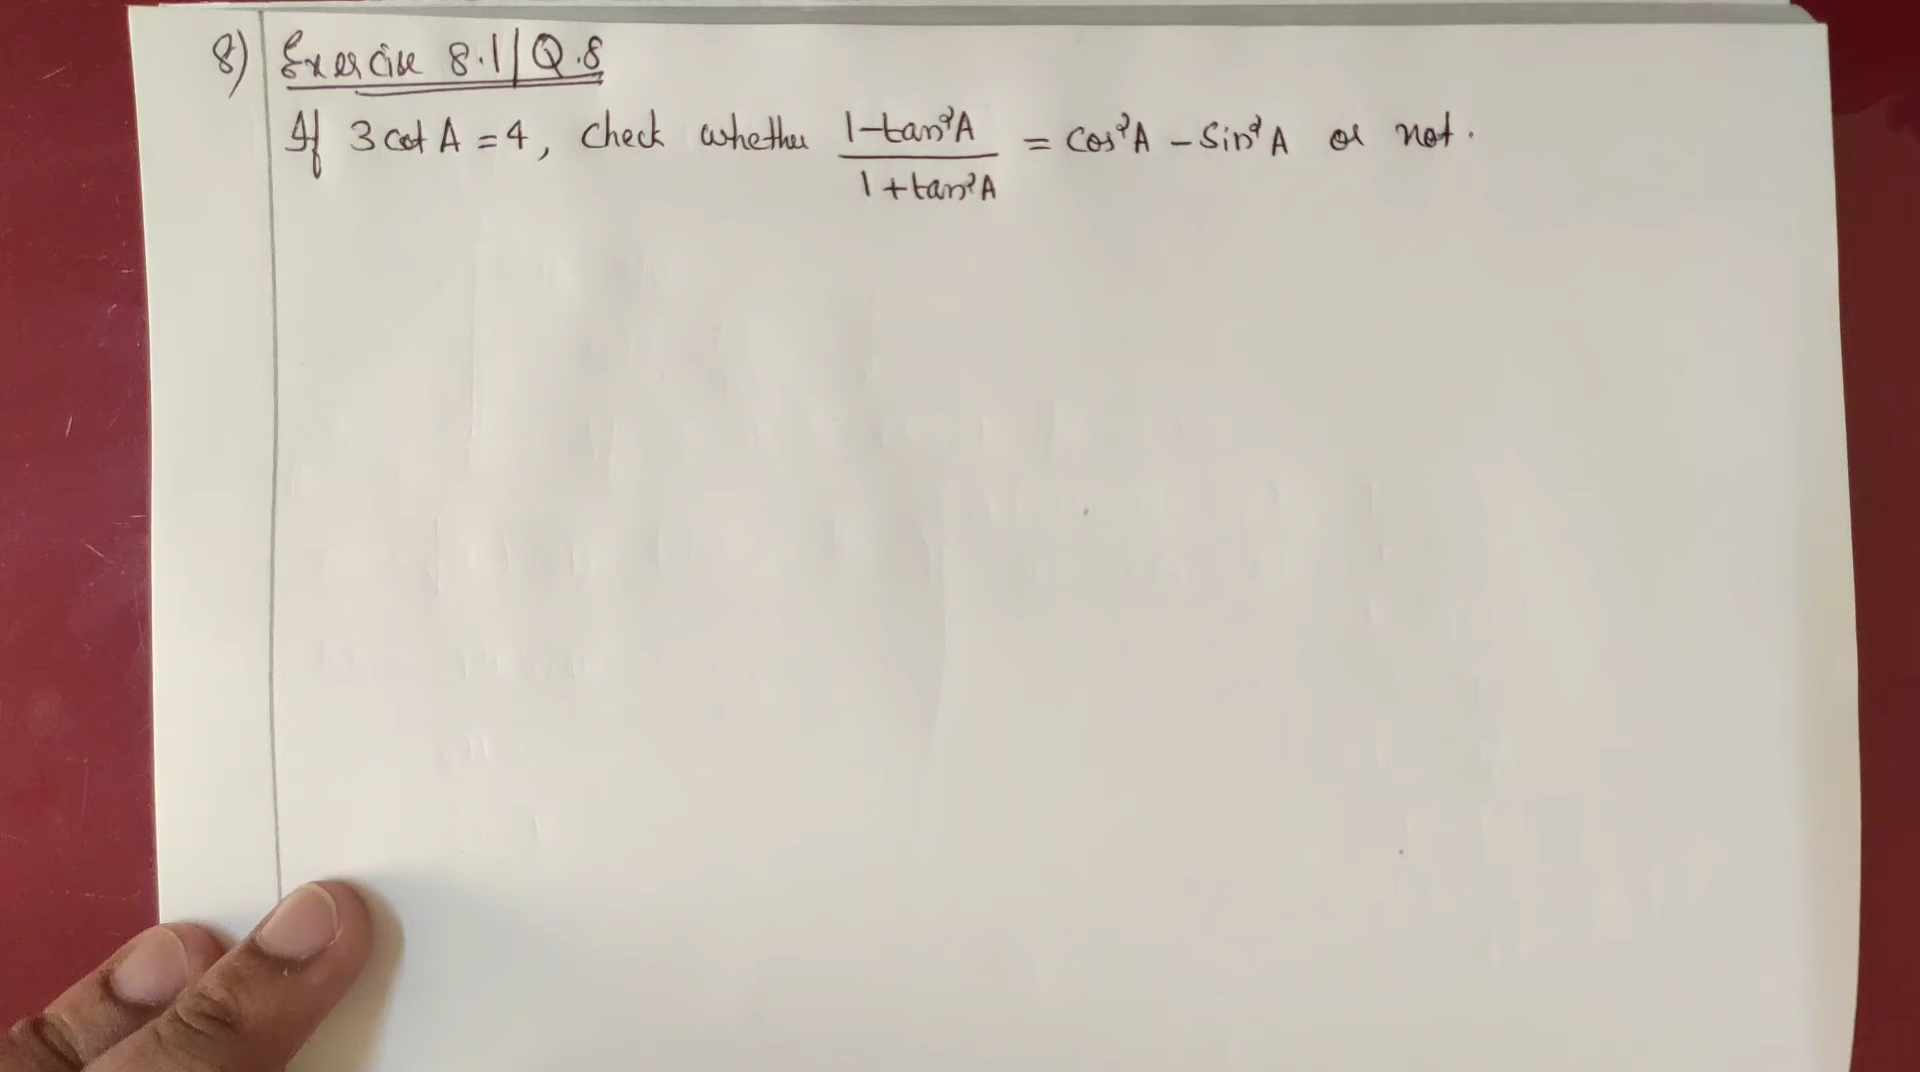 8) Exercise 8.1/Q.8
If 3 cot A = 4, check whether 1-tan²A / 1+tan²A = cos²A - sin²A or not.